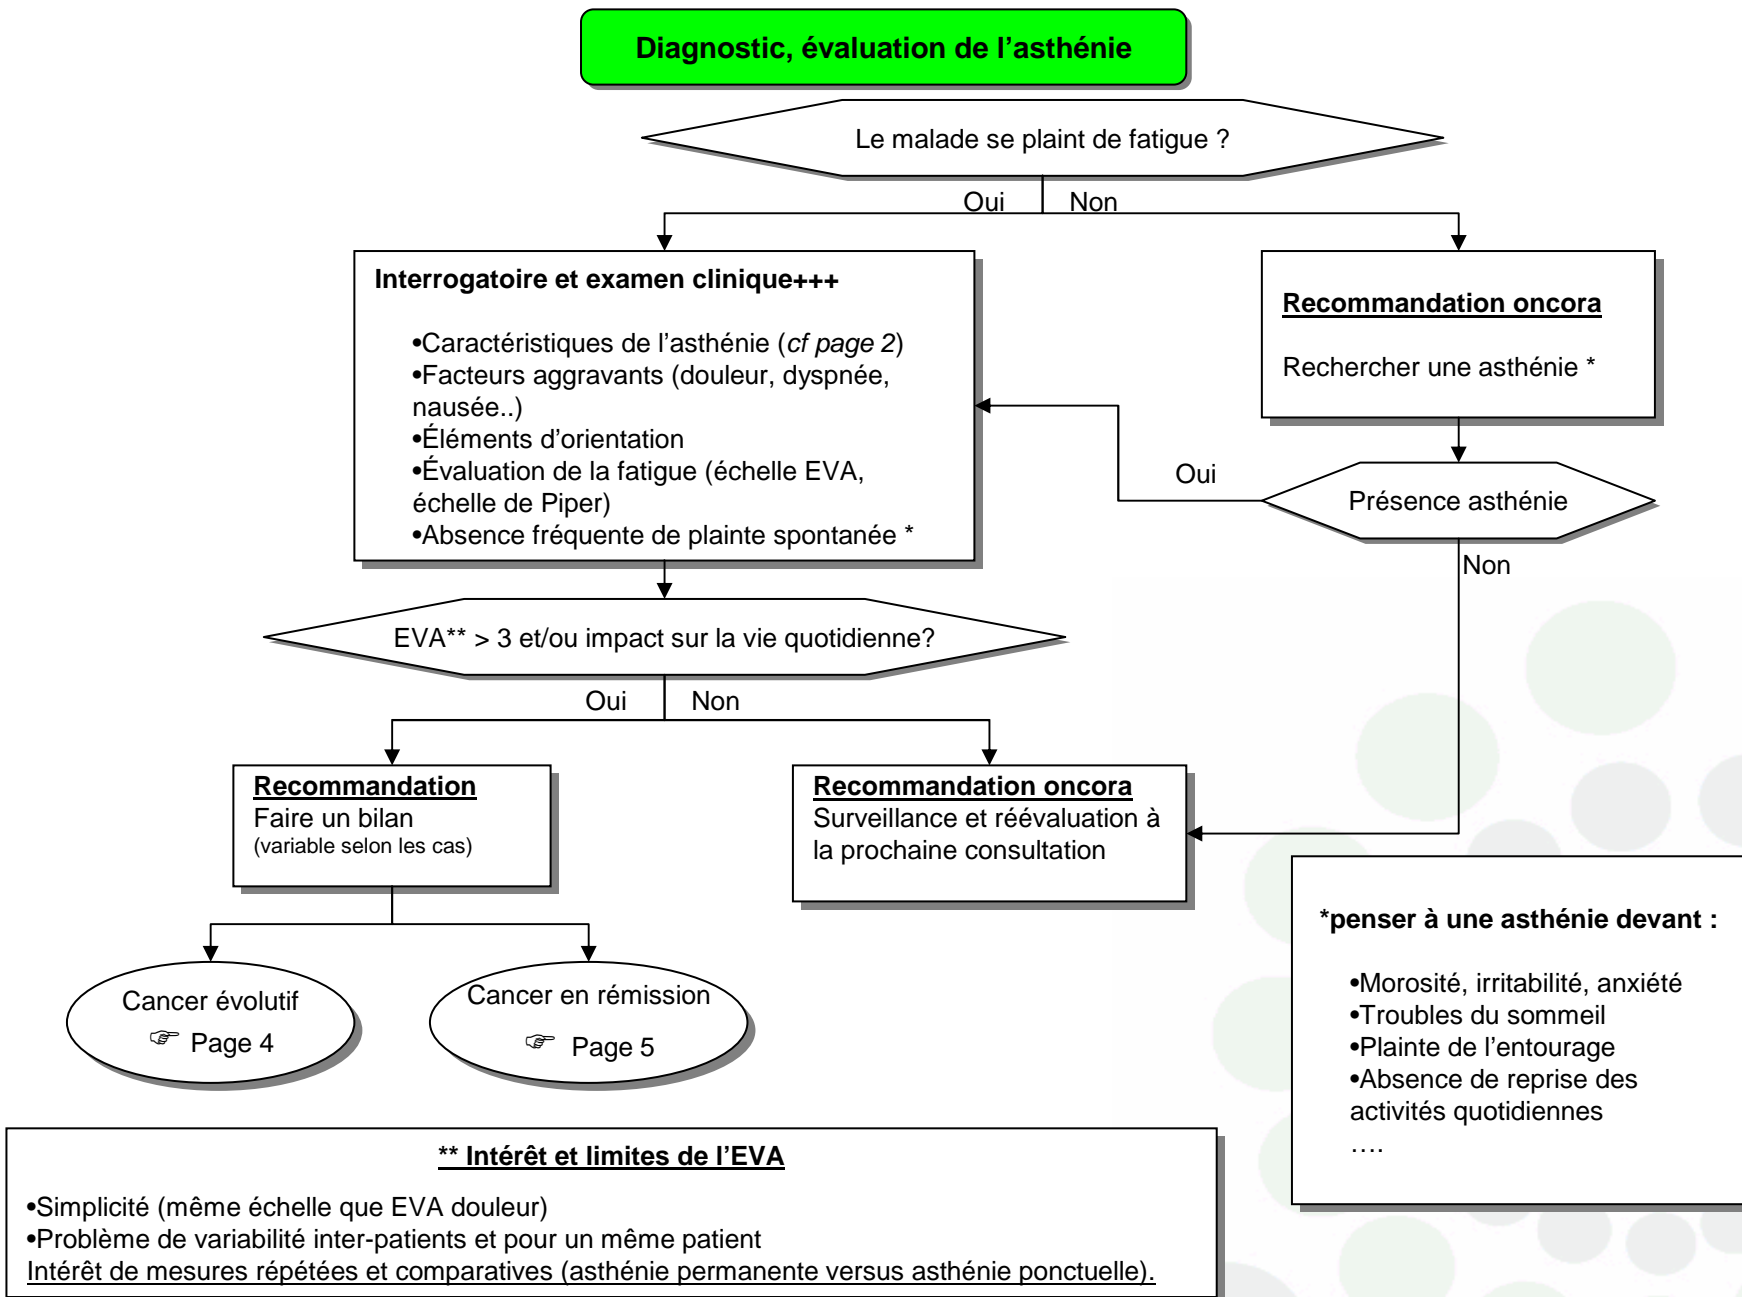 Diagnostic, évaluation de l’asthénie
Le malade se plaint de fatigue ?
Oui
Non
Interrogatoire et examen clinique+++
•Caractéristiques de l’asthénie (cf page 2)
•Facteurs aggravants (douleur, dyspnée,
nausée..)
•Éléments d’orientation
•Évaluation de la fatigue (échelle EVA,
échelle de Piper)
•Absence fréquente de plainte spontanée *
Recommandation oncora
Rechercher une asthénie *
Oui
Présence asthénie
Non
EVA** > 3 et/ou impact sur la vie quotidienne?
Oui
Non
Recommandation
Faire un bilan
(variable selon les cas)
Recommandation oncora
Surveillance et réévaluation à
la prochaine consultation
Cancer évolutif
☞ Page 4
Cancer en rémission
☞ Page 5
*penser à une asthénie devant :
•Morosité, irritabilité, anxiété
•Troubles du sommeil
•Plainte de l’entourage
•Absence de reprise des
activités quotidiennes
….
** Intérêt et limites de l’EVA
•Simplicité (même échelle que EVA douleur)
•Problème de variabilité inter-patients et pour un même patient
Intérêt de mesures répétées et comparatives (asthénie permanente versus asthénie ponctuelle).